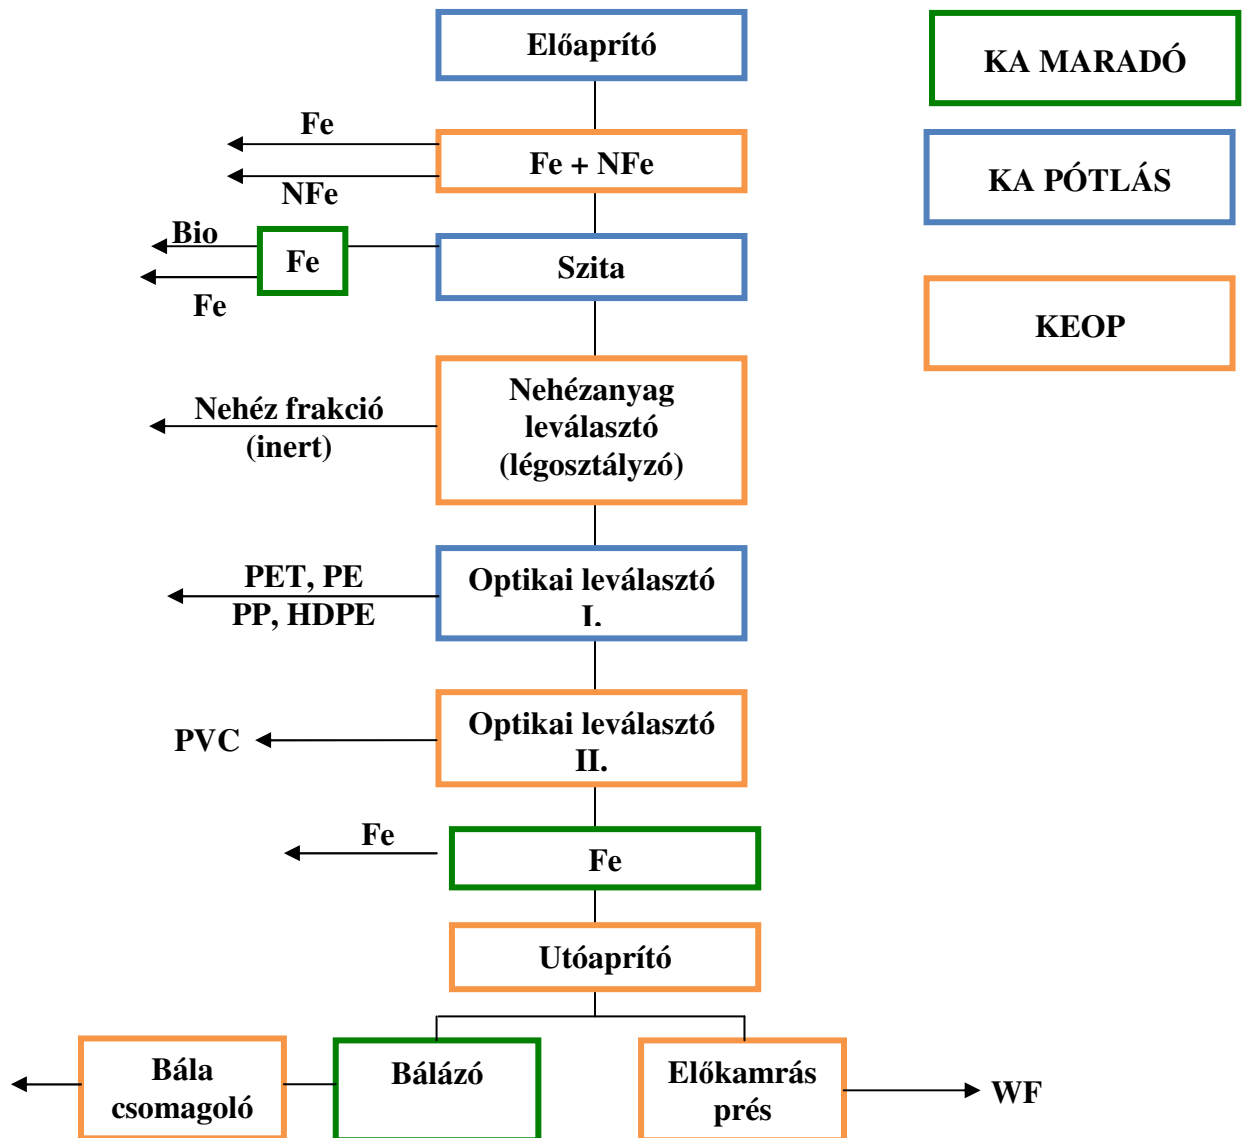 Előaprító
KA MARADÓ
Fe
Fe + NFe
NFe
KA PÓTLÁS
Bio
Fe
Szita
Fe
KEOP
Nehéz frakció
(inert)
Nehézanyag
leválasztó
(légosztályzó)
PET, PE
PP, HDPE
Optikai leválasztó
I.
PVC
Optikai leválasztó
II.
Fe
Fe
Utóaprító
Bála
csomagoló
Bálázó
Előkamrás
prés
WF